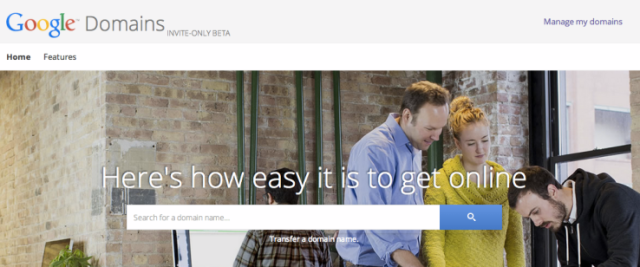 Google™ Domains INVITE-ONLY BETA Manage my domains
Home Features
Here's how easy it is to get online
Search for a domain name...
Transfer a domain name.